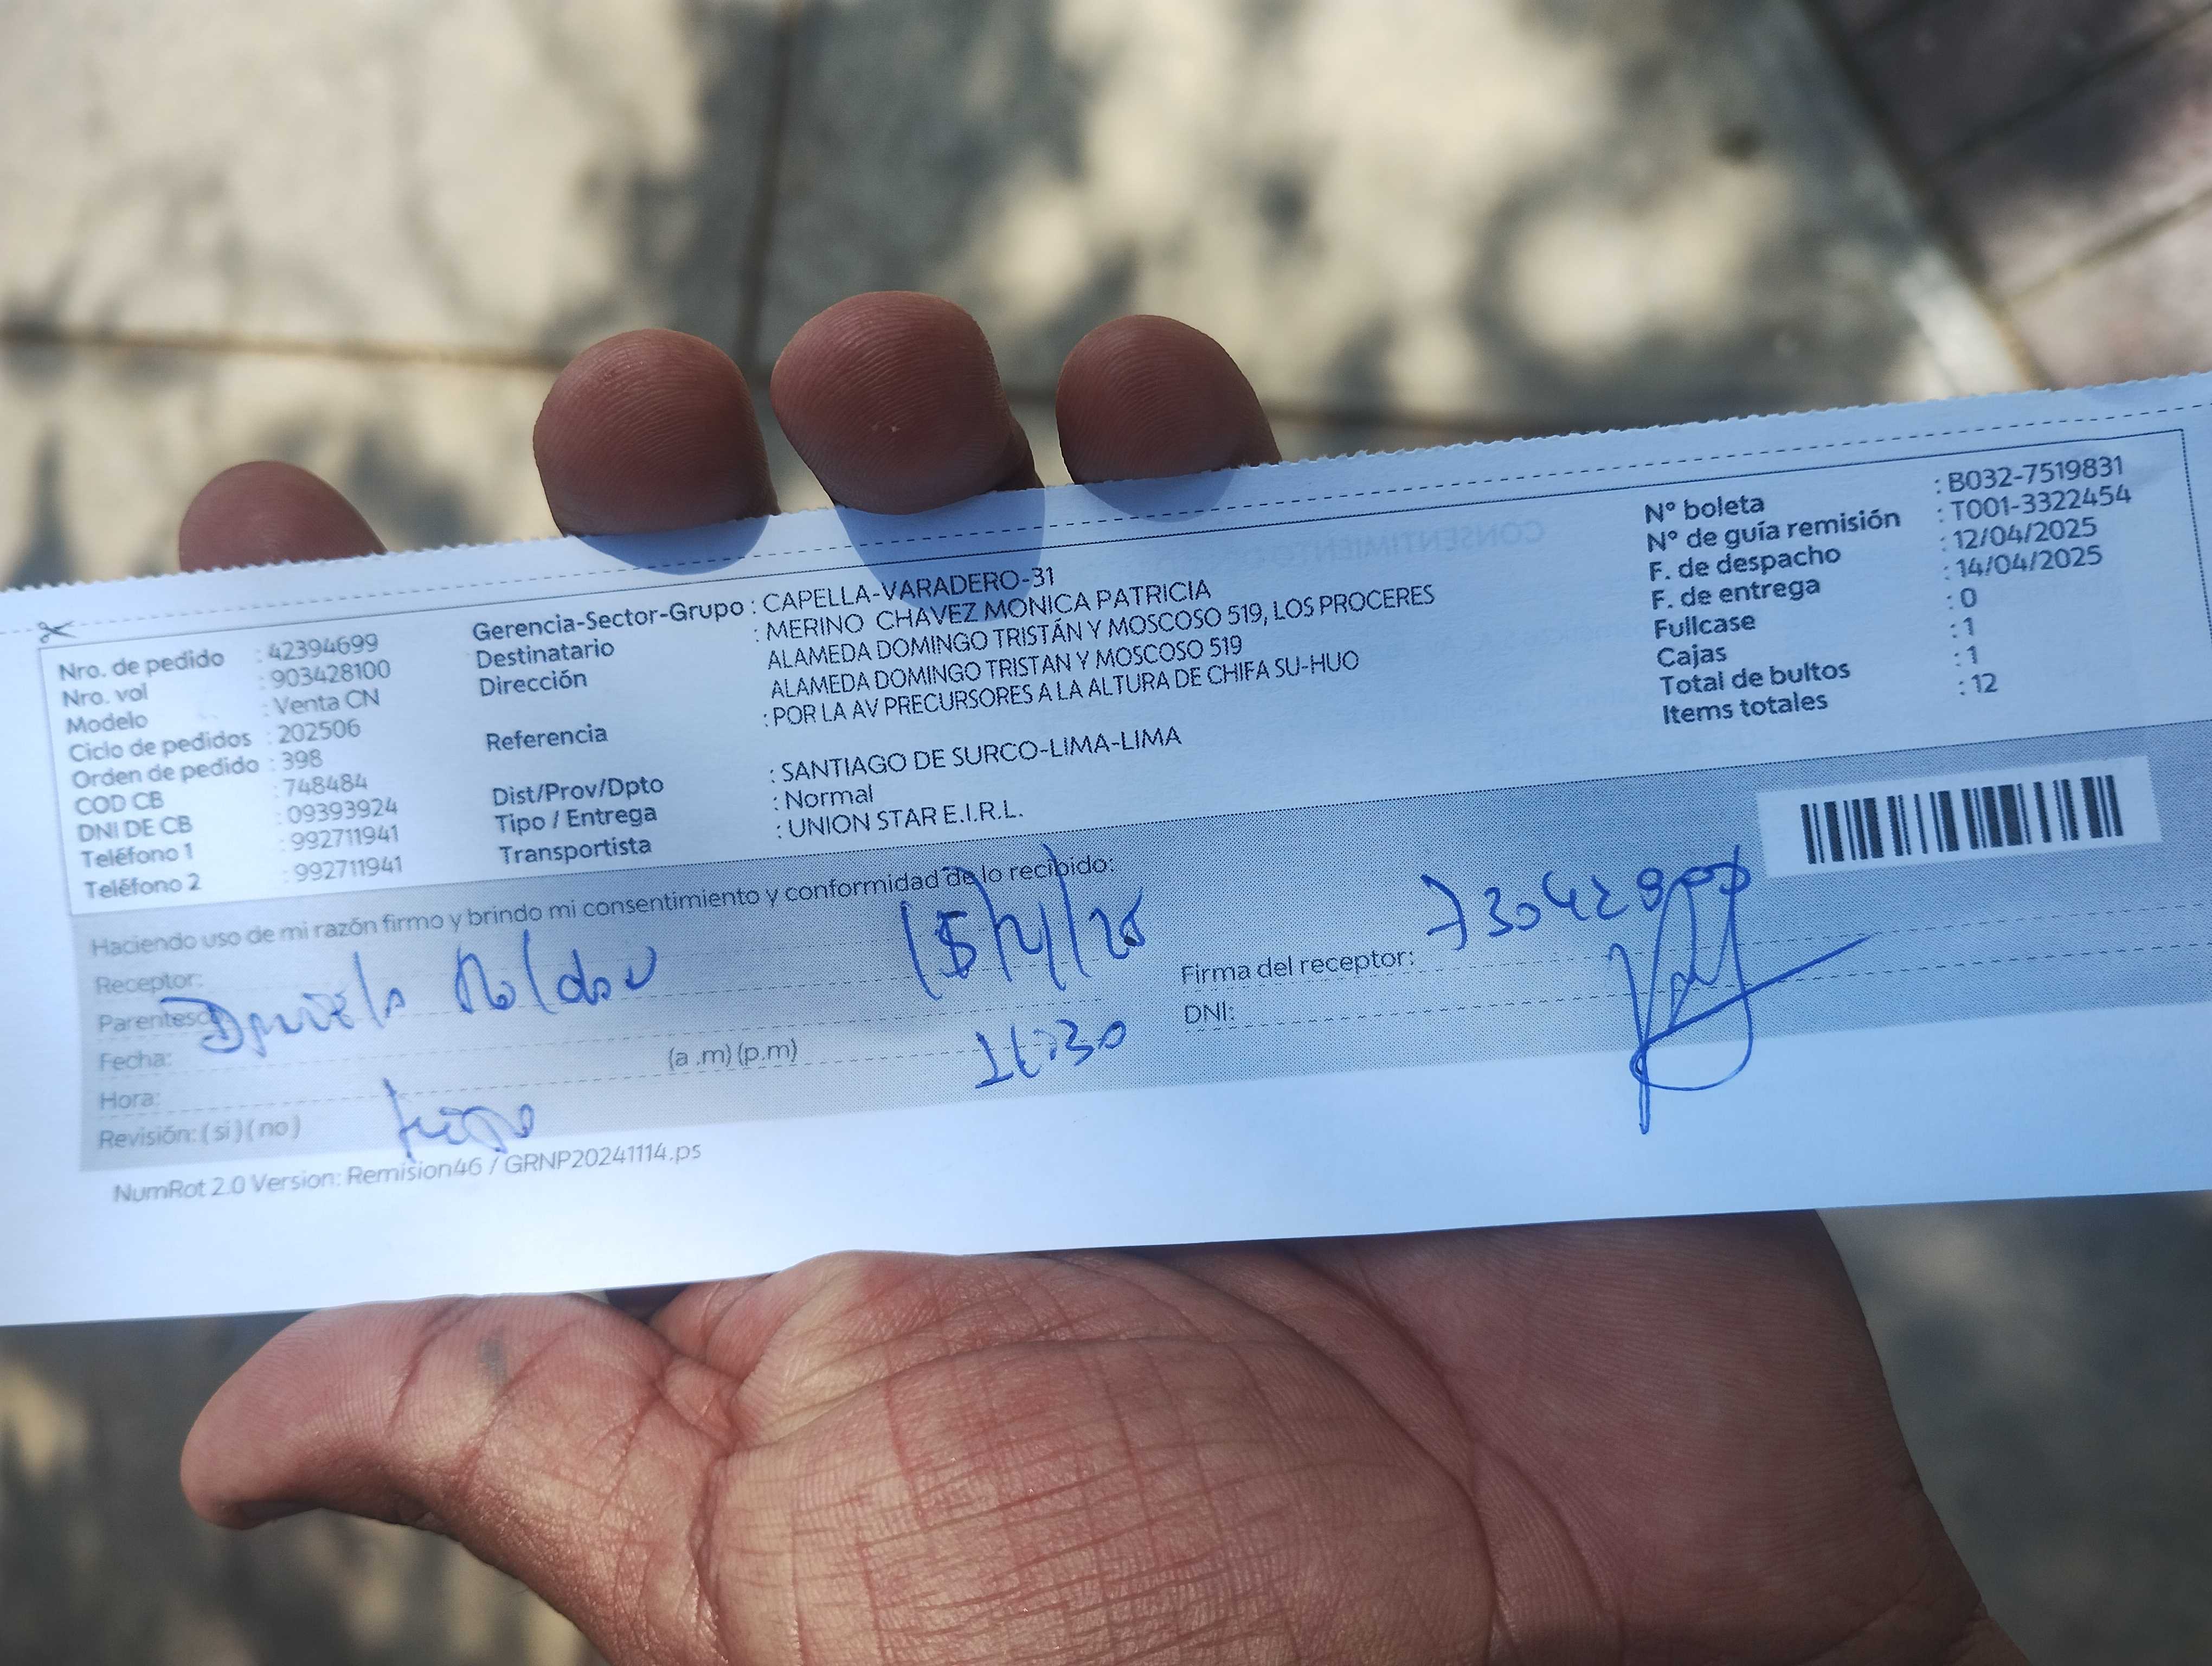 Nro. de pedido : 42394699
Nro. vol : 903428100
Modelo : Venta CN
Ciclo de pedidos : 202506
Orden de pedido : 398
COD CB : 748484
DNI DE CB : 09393924
Teléfono 1 : 992711941
Teléfono 2 : 992711941
Gerencia-Sector-Grupo : CAPELLA-VARADERO-31
Destinatario : MERINO CHAVEZ MONICA PATRICIA
Dirección ALAMEDA DOMINGO TRISTÁN Y MOSCOSO 519, LOS PROCERES
ALAMEDA DOMINGO TRISTAN Y MOSCOSO 519
Referencia : POR LA AV PRECURSORES A LA ALTURA DE CHIFA SU-HUO
Dist/Prov/Dpto : SANTIAGO DE SURCO-LIMA-LIMA
Tipo / Entrega : Normal
Transportista : UNION STAR E.I.R.L.
N° boleta : B032-7519831
N° de guía remisión : T001-3322454
F. de despacho : 12/04/2025
F. de entrega : 14/04/2025
Fullcase : 0
Cajas : 1
Total de bultos : 1
Items totales : 12
CONSENTIMIENTO
Haciendo uso de mi razón firmo y brindo mi consentimiento y conformidad de lo recibido:
Receptor:
Parentesco
Fecha:
Hora: (a .m) (p.m)
Revisión: ( si ) ( no )
Firma del receptor:
DNI:
NumRot 2.0 Version: Remision46 / GRNP20241114.ps